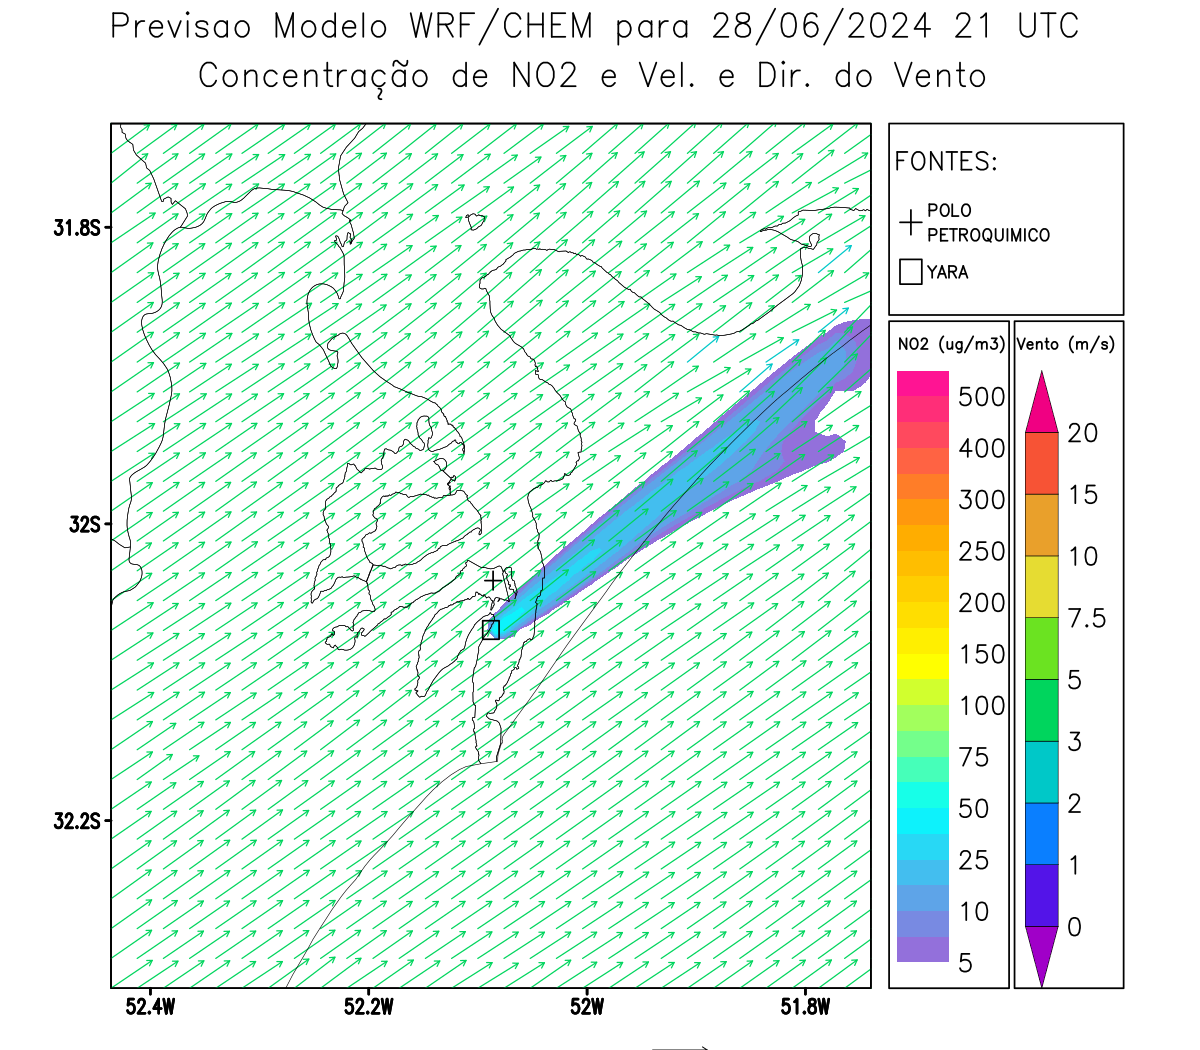 Previsao Modelo WRF/CHEM para 28/06/2024 21 UTC
Concentração de NO2 e Vel. e Dir. do Vento
FONTES:
POLO
PETROQUIMICO
YARA
NO2 (ug/m3)
500
400
300
250
200
150
100
75
50
25
10
5
Vento (m/s)
20
15
10
7.5
5
3
2
1
0
31.8S
32S
32.2S
52.4W
52.2W
52W
51.8W